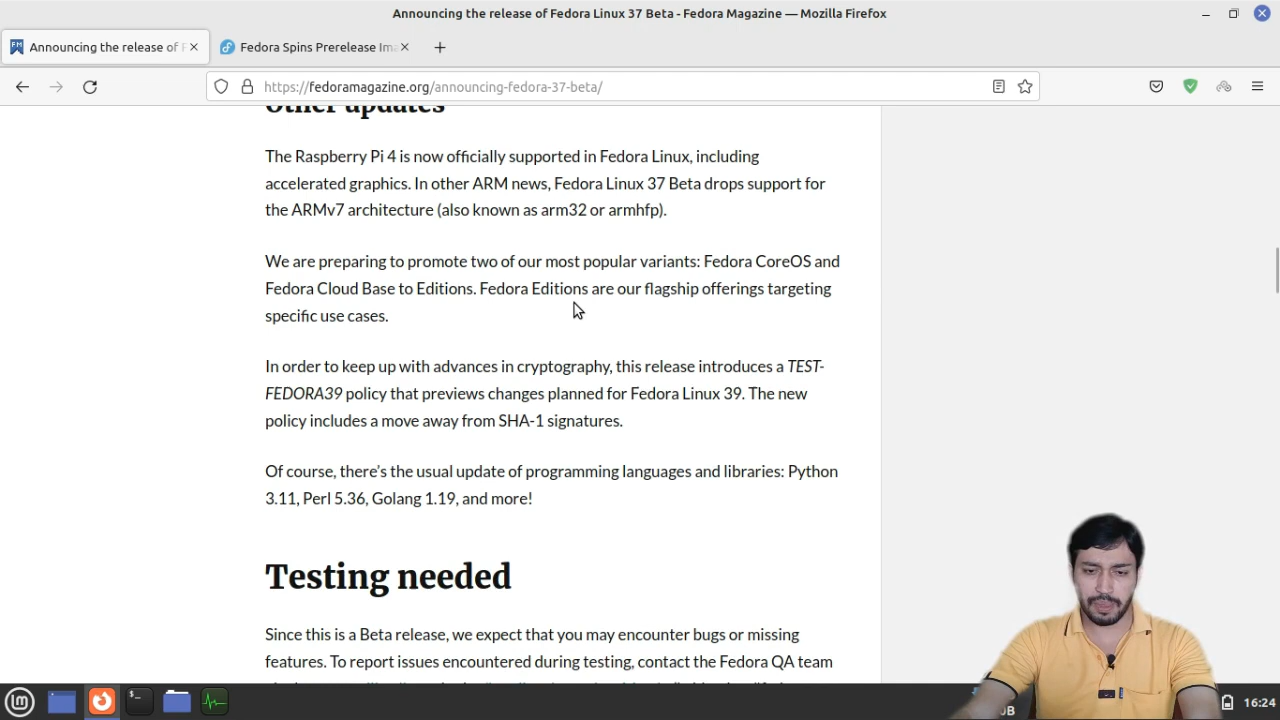 Announcing the release of Fedora Linux 37 Beta - Fedora Magazine — Mozilla Firefox
Announcing the release of F
Fedora Spins Prerelease Ima
https://fedoramagazine.org/announcing-fedora-37-beta/
Other updates
The Raspberry Pi 4 is now officially supported in Fedora Linux, including
accelerated graphics. In other ARM news, Fedora Linux 37 Beta drops support for
the ARMv7 architecture (also known as arm32 or armhfp).
We are preparing to promote two of our most popular variants: Fedora CoreOS and
Fedora Cloud Base to Editions. Fedora Editions are our flagship offerings targeting
specific use cases.
In order to keep up with advances in cryptography, this release introduces a TEST-
FEDORA39 policy that previews changes planned for Fedora Linux 39. The new
policy includes a move away from SHA-1 signatures.
Of course, there's the usual update of programming languages and libraries: Python
3.11, Perl 5.36, Golang 1.19, and more!
Testing needed
Since this is a Beta release, we expect that you may encounter bugs or missing
features. To report issues encountered during testing, contact the Fedora QA team
16:24